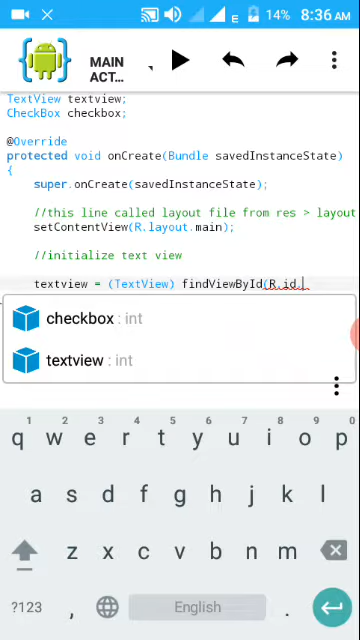 E 14% 8:36 AM
MAIN
ACT...
TextView textview;
CheckBox checkbox;
@Override
protected void onCreate(Bundle savedInstanceState)
{
super.onCreate(savedInstanceState);
//this line called layout file from res > layout
setContentView(R.layout.main);
//initialize text view
textview = (TextView) findViewById(R.id.
checkbox : int
textview : int
1 2 3 4 5 6 7 8 9 0
q w e r t y u i o p
a s d f g h j k l
z x c v b n m
?123 , English .